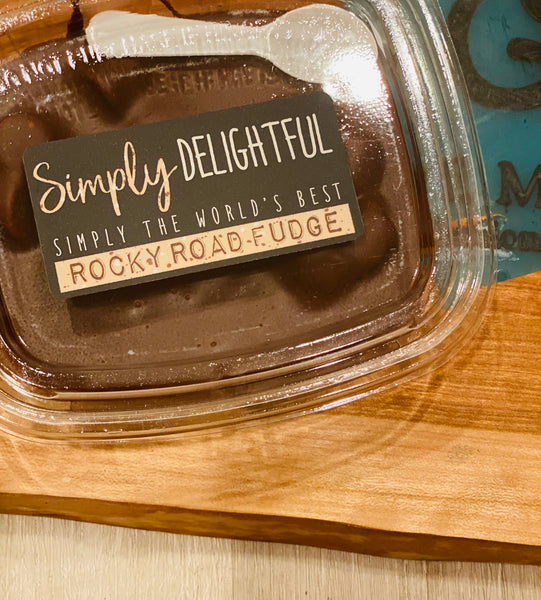 Simply DELIGHTFUL
SIMPLY THE WORLD'S BEST
ROCKY ROAD FUDGE